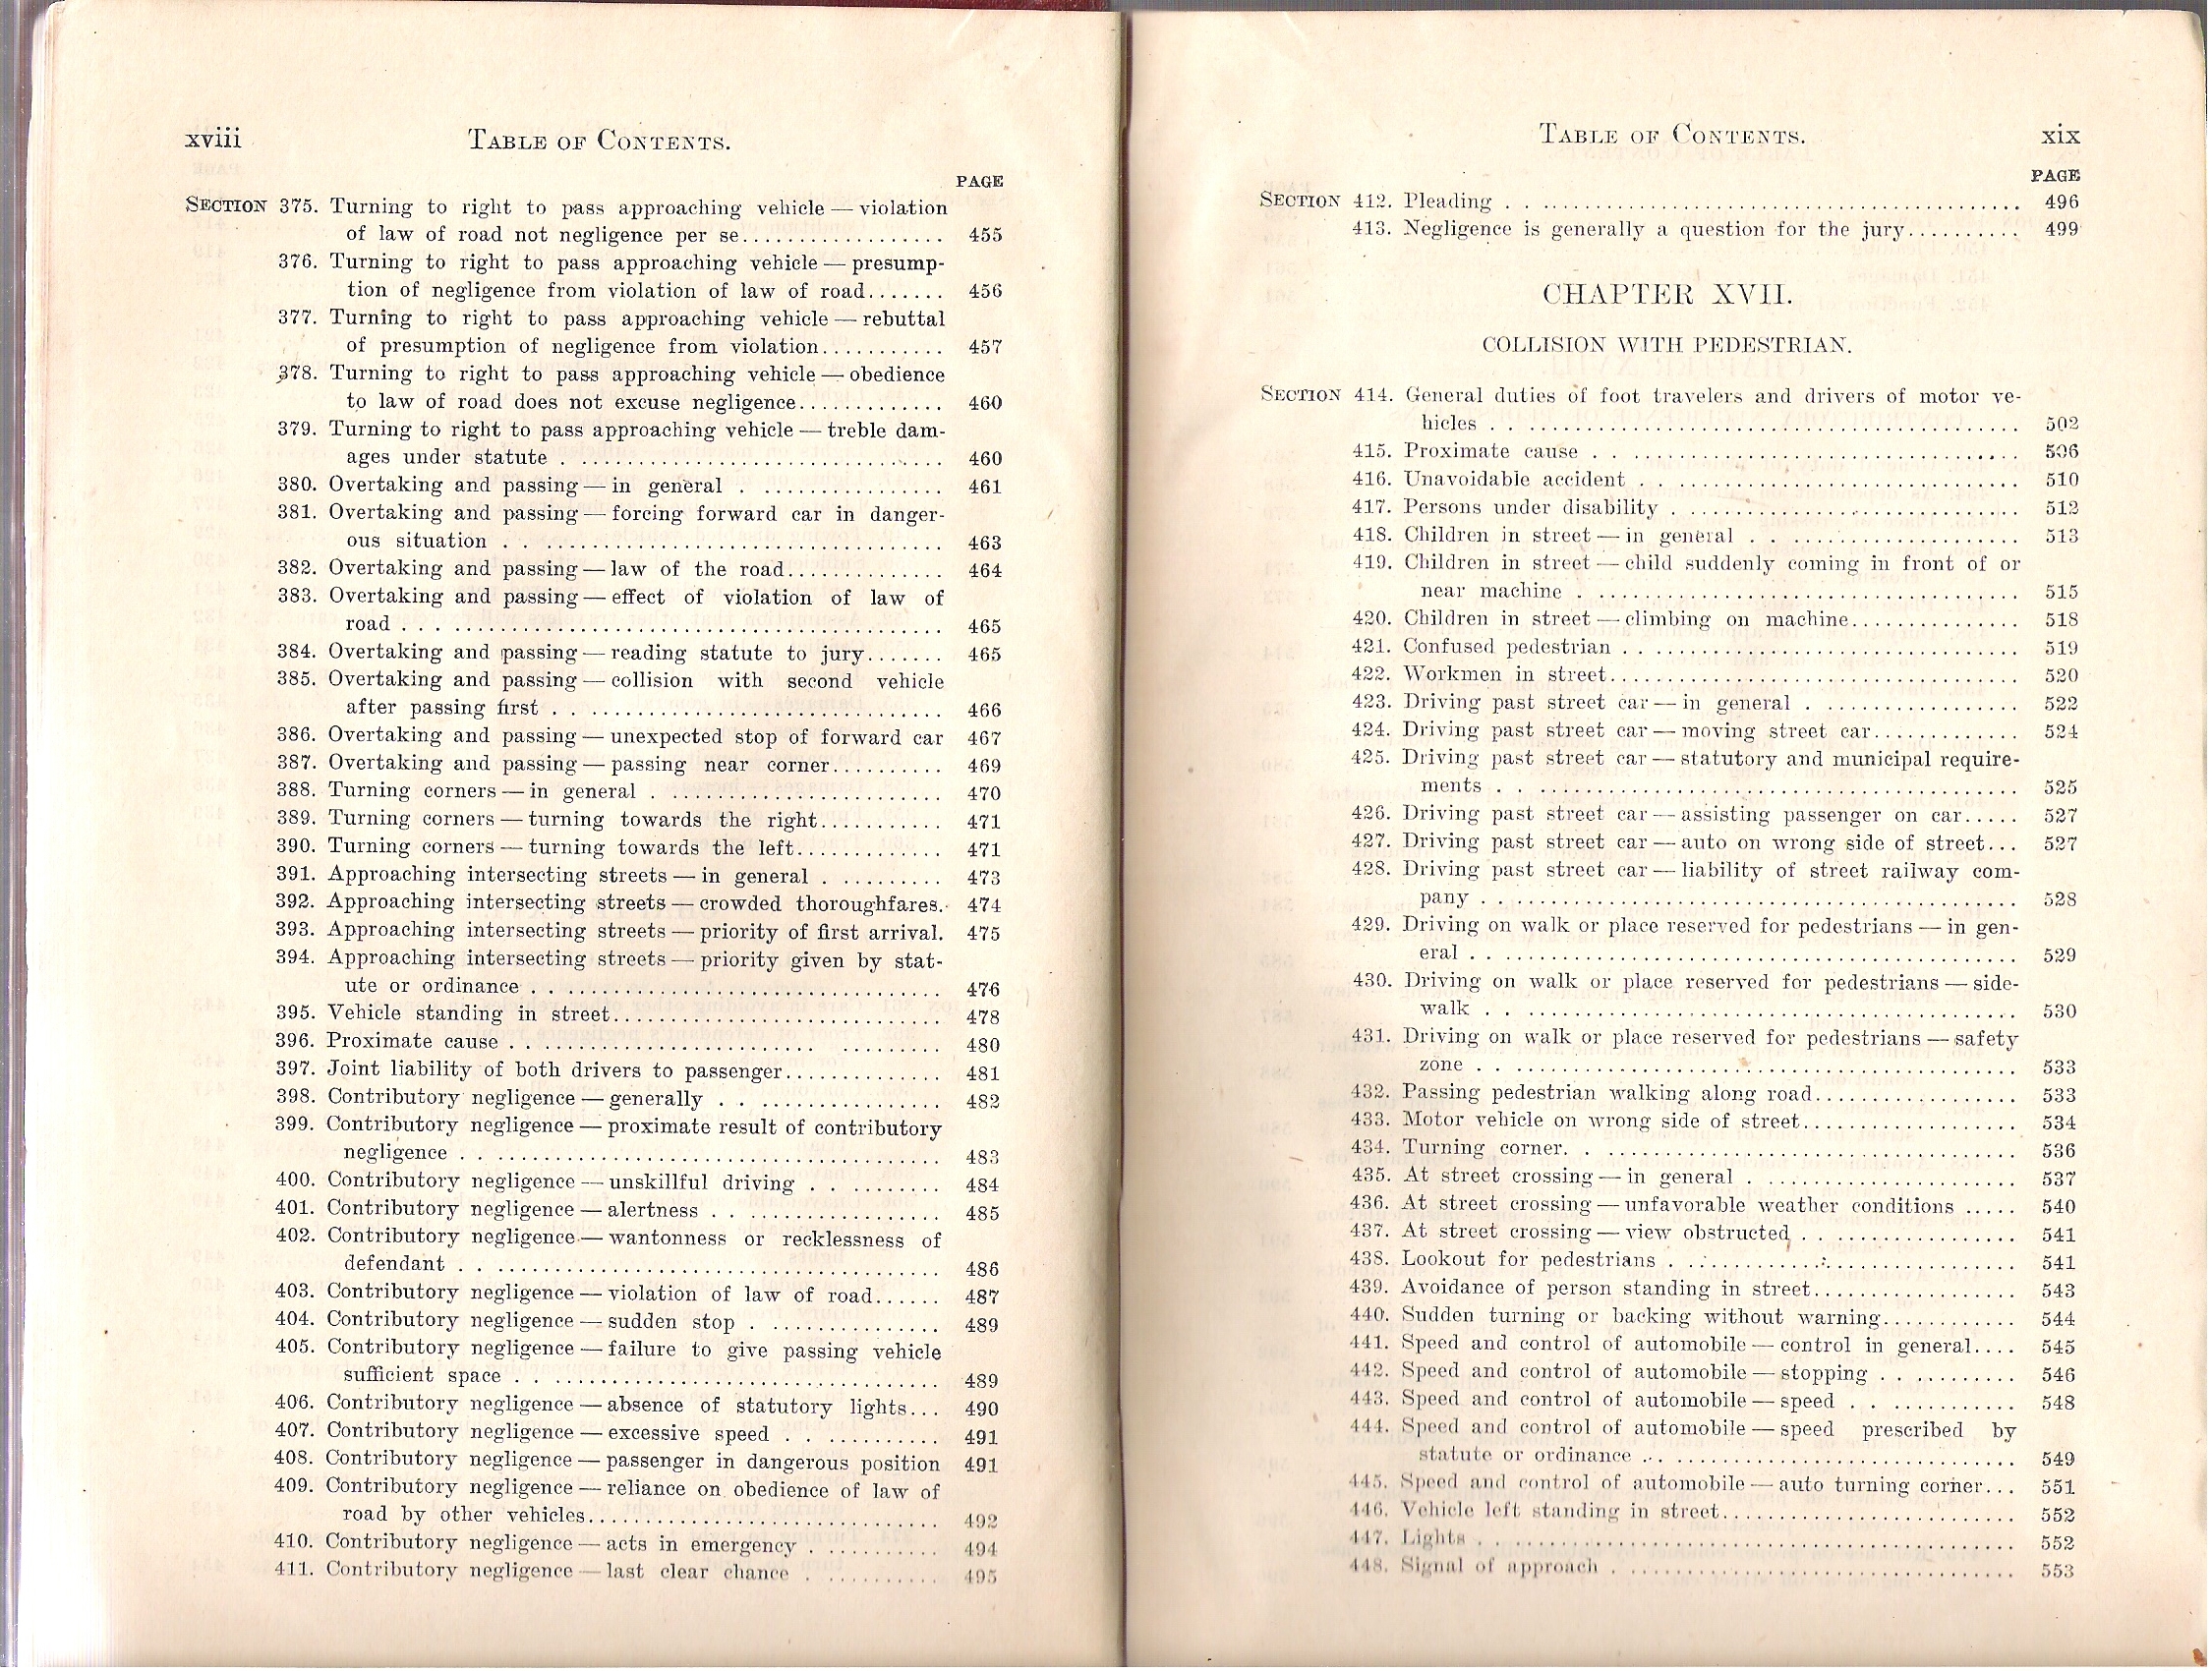 xviii TABLE OF CONTENTS.
PAGE
SECTION 375. Turning to right to pass approaching vehicle — violation
of law of road not negligence per se.................. 455
376. Turning to right to pass approaching vehicle — presump-
tion of negligence from violation of law of road....... 456
377. Turning to right to pass approaching vehicle — rebuttal
of presumption of negligence from violation........... 457
378. Turning to right to pass approaching vehicle — obedience
to law of road does not excuse negligence............. 460
379. Turning to right to pass approaching vehicle — treble dam-
ages under statute . ................................ 460
380. Overtaking and passing — in general . ................ 461
381. Overtaking and passing — forcing forward car in danger-
ous situation . . ................................... 463
382. Overtaking and passing — law of the road.............. 464
383. Overtaking and passing — effect of violation of law of
road . . . .......................................... 465
384. Overtaking and passing — reading statute to jury....... 465
385. Overtaking and passing — collision with second vehicle
after passing first . . ............................... 466
386. Overtaking and passing — unexpected stop of forward car 467
387. Overtaking and passing — passing near corner.......... 469
388. Turning corners — in general . ........................ 470
389. Turning corners — turning towards the right........... 471
390. Turning corners — turning towards the left............. 471
391. Approaching intersecting streets — in general . ......... 473
392. Approaching intersecting streets — crowded thoroughfares. 474
393. Approaching intersecting streets — priority of first arrival. 475
394. Approaching intersecting streets — priority given by stat-
ute or ordinance . . ................................. 476
395. Vehicle standing in street.............................. 478
396. Proximate cause . . ......................... ......... 480
397. Joint liability of both drivers to passenger.............. 481
398. Contributory negligence — generally . . ................ 482
399. Contributory negligence — proximate result of contributory
negligence . . ....................................... 483
400. Contributory negligence — unskillful driving . . ........ 484
401. Contributory negligence — alertness . . ................. 485
402. Contributory negligence — wantonness or recklessness of
defendant . . ........................................ 486
403. Contributory negligence — violation of law of road...... 487
404. Contributory negligence — sudden stop . ............... 489
405. Contributory negligence — failure to give passing vehicle
sufficient space . . ................................... 489
406. Contributory negligence — absence of statutory lights... 490
407. Contributory negligence — excessive speed . . .......... 491
408. Contributory negligence — passenger in dangerous position 491
409. Contributory negligence — reliance on obedience of law of
road by other vehicles................................ 492
410. Contributory negligence — acts in emergency . .......... 494
411. Contributory negligence — last clear chance . .......... 495
TABLE OF CONTENTS. xix
PAGE
SECTION 412. Pleading . . .......................................... 496
413. Negligence is generally a question for the jury.......... 499
CHAPTER XVII.
COLLISION WITH PEDESTRIAN.
SECTION 414. General duties of foot travelers and drivers of motor ve-
hicles . . ........................................... 502
415. Proximate cause . . .................................. 506
416. Unavoidable accident . . .............................. 510
417. Persons under disability . ............................. 512
418. Children in street — in general . . .................... 513
419. Children in street — child suddenly coming in front of or
near machine . ..................................... 515
420. Children in street — climbing on machine............... 518
421. Confused pedestrian . . ................................ 519
422. Workmen in street..................................... 520
423. Driving past street car — in general . ................. 522
424. Driving past street car — moving street car............. 524
425. Driving past street car — statutory and municipal require-
ments . . .......................................... 525
426. Driving past street car — assisting passenger on car..... 527
427. Driving past street car — auto on wrong side of street... 527
428. Driving past street car — liability of street railway com-
pany . . ............................................ 528
429. Driving on walk or place reserved for pedestrians — in gen-
eral . . ............................................ 529
430. Driving on walk or place reserved for pedestrians — side-
walk . . ............................................ 530
431. Driving on walk or place reserved for pedestrians — safety
zone . . ............................................ 533
432. Passing pedestrian walking along road.................. 533
433. Motor vehicle on wrong side of street................... 534
434. Turning corner. . ..................................... 536
435. At street crossing — in general . ...................... 537
436. At street crossing — unfavorable weather conditions ..... 540
437. At street crossing — view obstructed . . ................ 541
438. Lookout for pedestrians . ............................. 541
439. Avoidance of person standing in street.................. 543
440. Sudden turning or backing without warning............ 544
441. Speed and control of automobile — control in general.... 545
442. Speed and control of automobile — stopping . . ......... 546
443. Speed and control of automobile — speed . . ........... 548
444. Speed and control of automobile — speed prescribed by
statute or ordinance ... ............................. 549
445. Speed and control of automobile — auto turning corner... 551
446. Vehicle left standing in street.......................... 552
447. Lights . . ............................................ 552
448. Signal of approach . .................................. 553